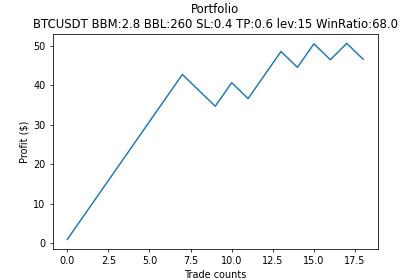 Portfolio
BTCUSDT BBM:2.8 BBL:260 SL:0.4 TP:0.6 lev:15 WinRatio:68.0
50
40
30
20
10
0
Profit ($)
0.0 2.5 5.0 7.5 10.0 12.5 15.0 17.5
Trade counts